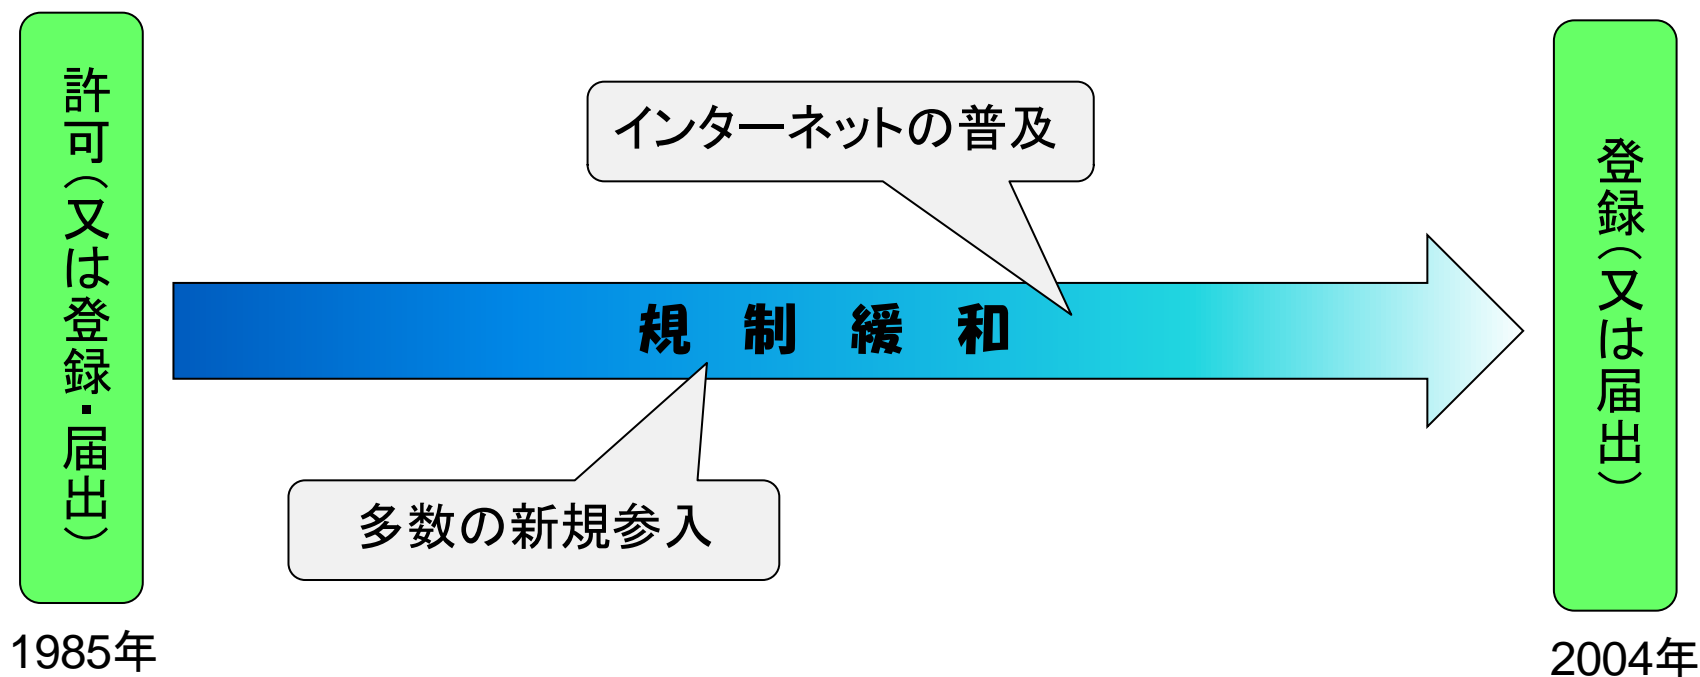 許可（又は登録・届出）
インターネットの普及
規制緩和
多数の新規参入
登録（又は届出）
1985年
2004年